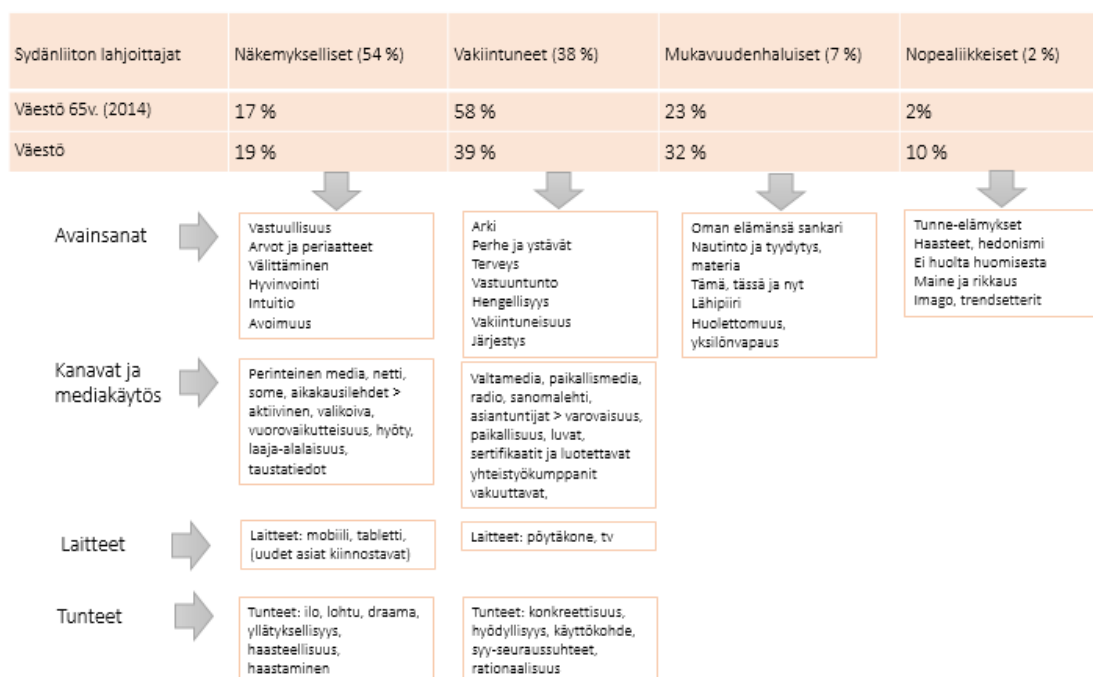 Sydänliiton lahjoittajat Näkemykselliset (54 %) Vakiintuneet (38 %) Mukavuudenhaluiset (7 %) Nopealiikkeiset (2 %)
Väestö 65v. (2014) 17 % 58 % 23 % 2%
Väestö 19 % 39 % 32 % 10 %
Avainsanat
Vastuullisuus
Arvot ja periaatteet
Välittäminen
Hyvinvointi
Intuitio
Avoimuus
Arki
Perhe ja ystävät
Terveys
Vastuuntunto
Hengellisyys
Vakiintuneisuus
Järjestys
Oman elämänsä sankari
Nautinto ja tyydytys,
materia
Tämä, tässä ja nyt
Lähipiiri
Huolettomuus,
yksilönvapaus
Tunne-elämykset
Haasteet, hedonismi
Ei huolta huomisesta
Maine ja rikkaus
Imago, trendsetterit
Kanavat ja
mediakäytös
Perinteinen media, netti,
some, aikakausilehdet >
aktiivinen, valikoiva,
vuorovaikutteisuus, hyöty,
laaja-alalaisuus,
taustatiedot
Valtamedia, paikallismedia,
radio, sanomalehti,
asiantuntijat > varovaisuus,
paikallisuus, luvat,
sertifikaatit ja luotettavat
yhteistyökumppanit
vakuuttavat,
Laitteet
Laitteet: mobiili, tabletti,
(uudet asiat kiinnostavat)
Laitteet: pöytäkone, tv
Tunteet
Tunteet: ilo, lohtu, draama,
yllätyksellisyys,
haasteellisuus,
haastaminen
Tunteet: konkreettisuus,
hyödyllisyys, käyttökohde,
syy-seuraussuhteet,
rationaalisuus